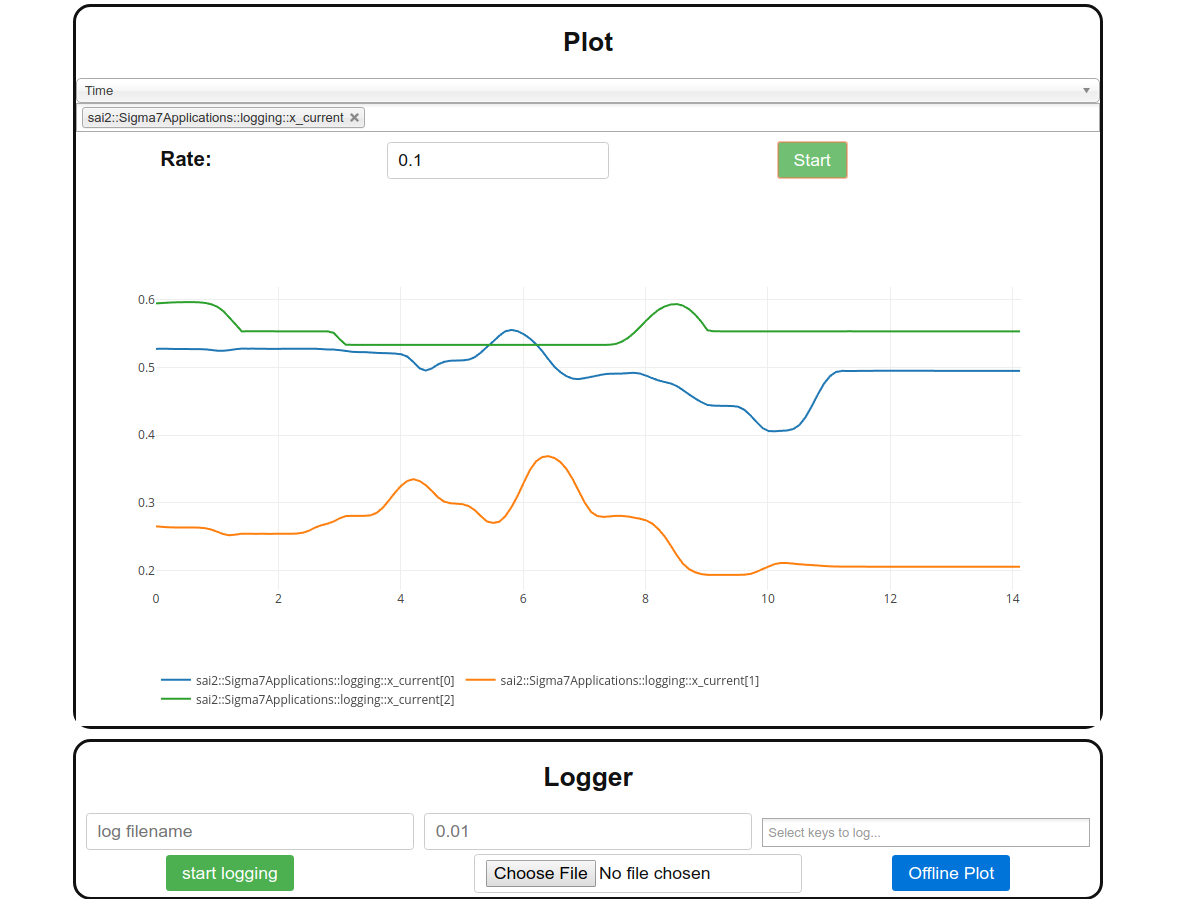 Plot
Time
sai2::Sigma7Applications::logging::x_current
Rate: 0.1 Start
0.6
0.5
0.4
0.3
0.2
0 2 4 6 8 10 12 14
sai2::Sigma7Applications::logging::x_current[0] sai2::Sigma7Applications::logging::x_current[1]
sai2::Sigma7Applications::logging::x_current[2]
Logger
log filename 0.01 Select keys to log...
start logging Choose File No file chosen Offline Plot